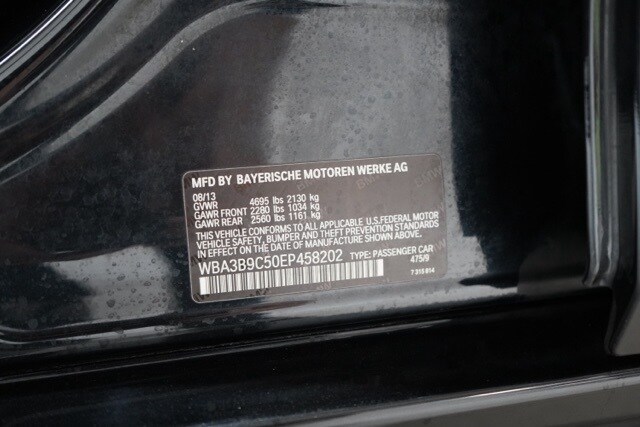 MFD BY BAYERISCHE MOTOREN WERKE AG
08/13
GVWR 4695 lbs 2130 kg
GAWR FRONT 2280 lbs 1034 kg
GAWR REAR 2560 lbs 1161 kg
THIS VEHICLE CONFORMS TO ALL APPLICABLE U.S.FEDERAL MOTOR
VEHICLE SAFETY, BUMPER, AND THEFT PREVENTION STANDARDS
IN EFFECT ON THE DATE OF MANUFACTURE SHOWN ABOVE.
WBA3B9C50EP458202 TYPE: PASSENGER CAR
475/9